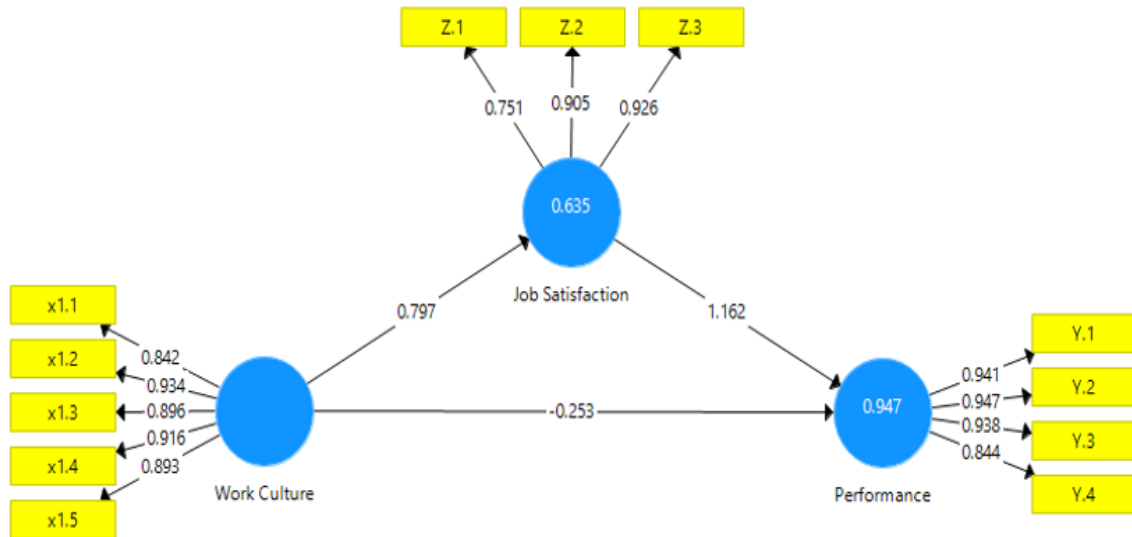 Z.1
Z.2
Z.3
0.751
0.905
0.926
0.635
Job Satisfaction
0.797
1.162
x1.1
x1.2
x1.3
x1.4
x1.5
0.842
0.934
0.896
0.916
0.893
Work Culture
-0.253
0.947
Performance
0.941
0.947
0.938
0.844
Y.1
Y.2
Y.3
Y.4